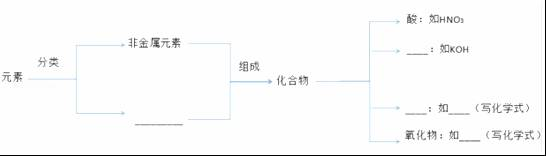 酸：如HNO₃
非金属元素
分类
____：如KOH
组成
元素
化合物
____：如____（写化学式）
________
氧化物：如____（写化学式）